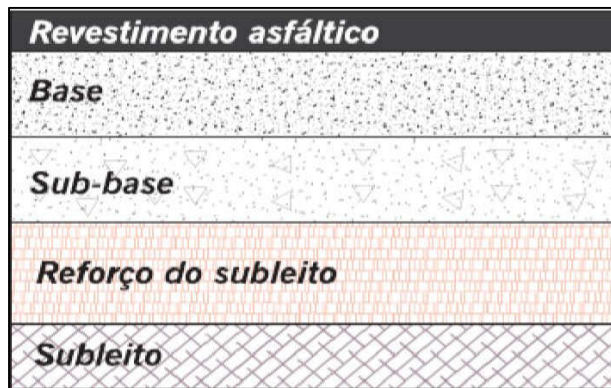 Revestimento asfáltico
Base
Sub-base
Reforço do subleito
Subleito